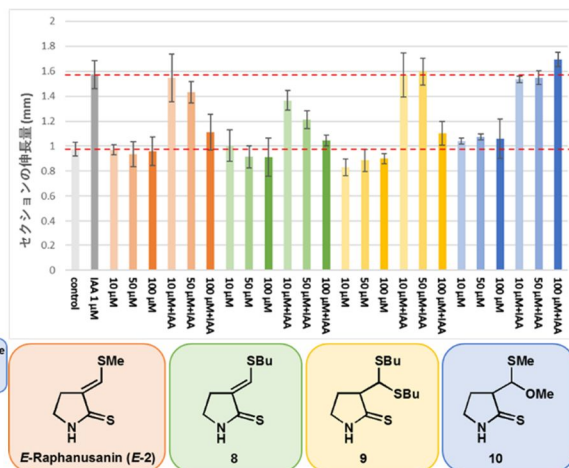 セクションの伸長量 (mm)
2
1.8
1.6
1.4
1.2
1
0.8
0.6
0.4
0.2
0
control
IAA 1 μM
10 μM
50 μM
100 μM
10 μM+IAA
50 μM+IAA
100 μM+IAA
10 μM
50 μM
100 μM
10 μM+IAA
50 μM+IAA
100 μM+IAA
10 μM
50 μM
100 μM
10 μM+IAA
50 μM+IAA
100 μM+IAA
10 μM
50 μM
100 μM
10 μM+IAA
50 μM+IAA
100 μM+IAA
e
SMe
S
N
H
E-Raphusanin (E-2)
SBu
S
N
H
8
SBu
SBu
S
N
H
9
SMe
OMe
S
N
H
10